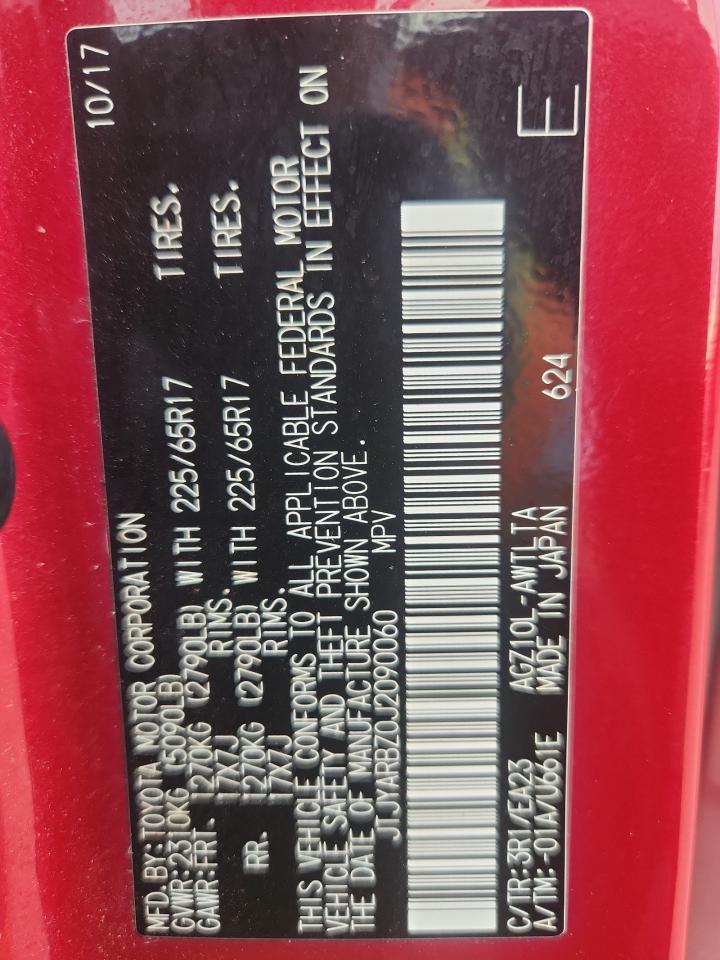 MFD. BY: TOYOTA MOTOR CORPORATION 10/17
GVWR:2310KG (5090LB)
GAWR:FRT. 1270KG (2790LB) WITH 225/65R17 TIRES.
17X7J RIMS.
RR. 1270KG (2790LB) WITH 225/65R17 TIRES.
17X7J RIMS.
THIS VEHICLE CONFORMS TO ALL APPLICABLE FEDERAL MOTOR
VEHICLE SAFETY AND THEFT PREVENTION STANDARDS IN EFFECT ON
THE DATE OF MANUFACTURE SHOWN ABOVE.
JTJYARBZ0J2090060 MPV
C/TR:3R1/EA23 AGZ10L-AWTLTA
A/TM:-01A/U661E MADE IN JAPAN 624 E